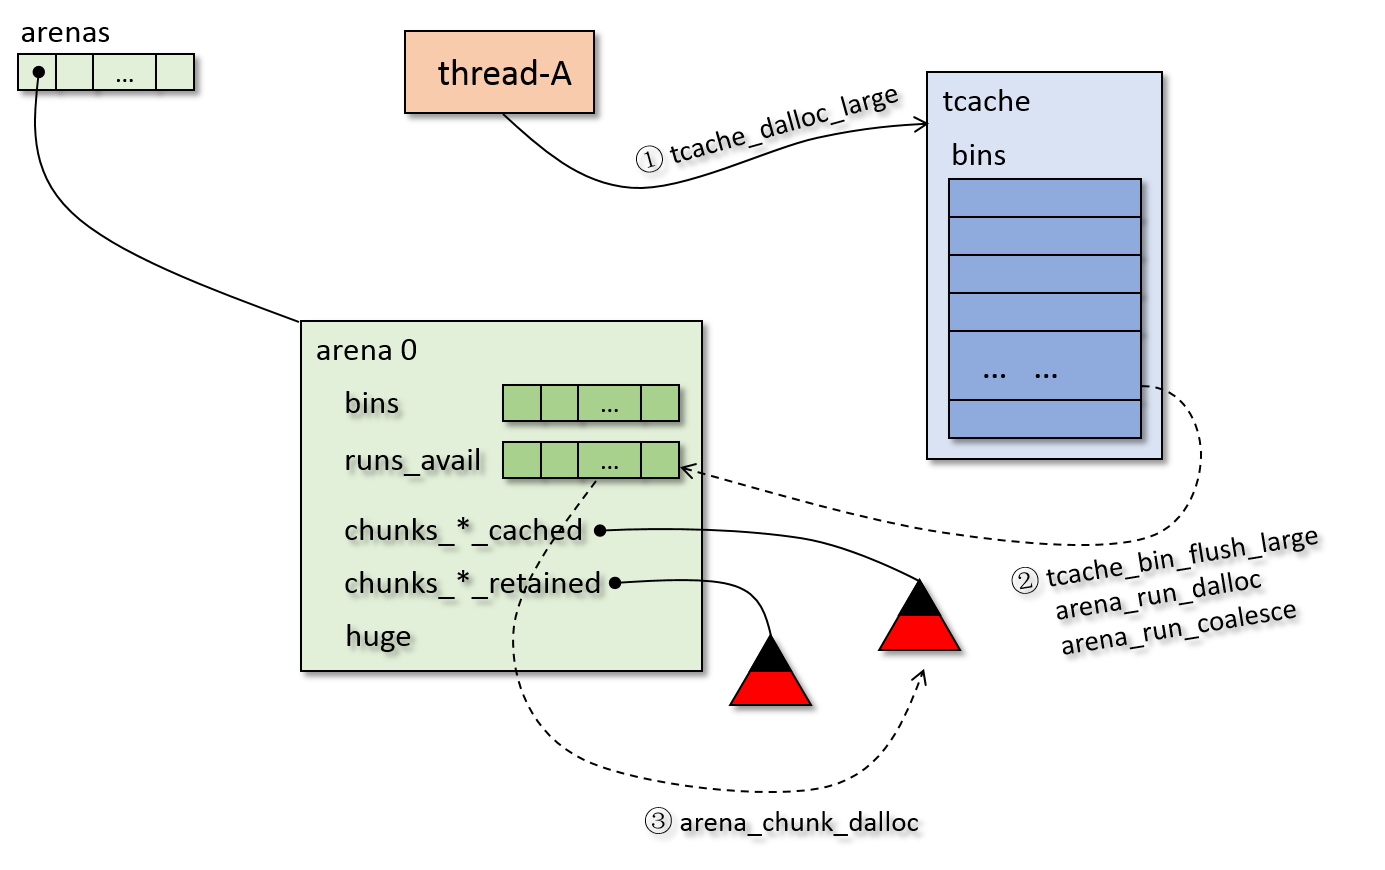 arenas
...
thread-A
① tcache_dalloc_large
tcache
bins
... ...
arena 0
bins
...
runs_avail
...
chunks_*_cached
chunks_*_retained
huge
② tcache_bin_flush_large
arena_run_dalloc
arena_run_coalesce
③ arena_chunk_dalloc